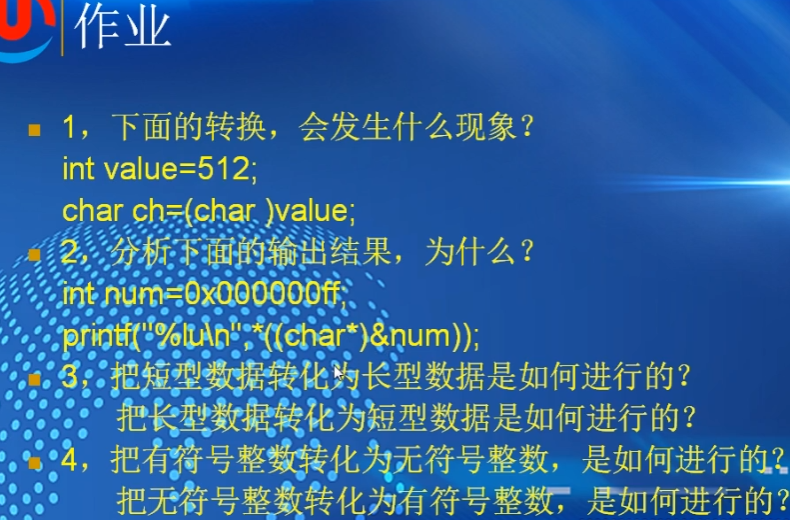 作业
1，下面的转换，会发生什么现象？
int value=512;
char ch=(char )value;
2，分析下面的输出结果，为什么？
int num=0x000000ff;
printf("%lu\n",*((char*)&num));
3，把短型数据转化为长型数据是如何进行的？
把长型数据转化为短型数据是如何进行的？
4，把有符号整数转化为无符号整数，是如何进行的？
把无符号整数转化为有符号整数，是如何进行的？